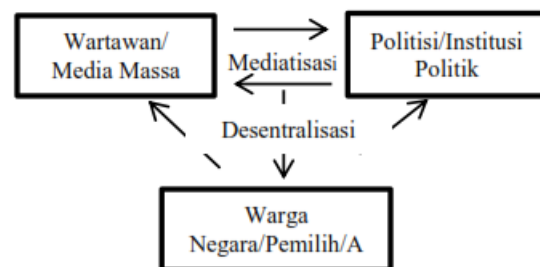 Wartawan/
Media Massa
Mediatisasi
Politisi/Institusi
Politik
Desentralisasi
Warga
Negara/Pemilih/A